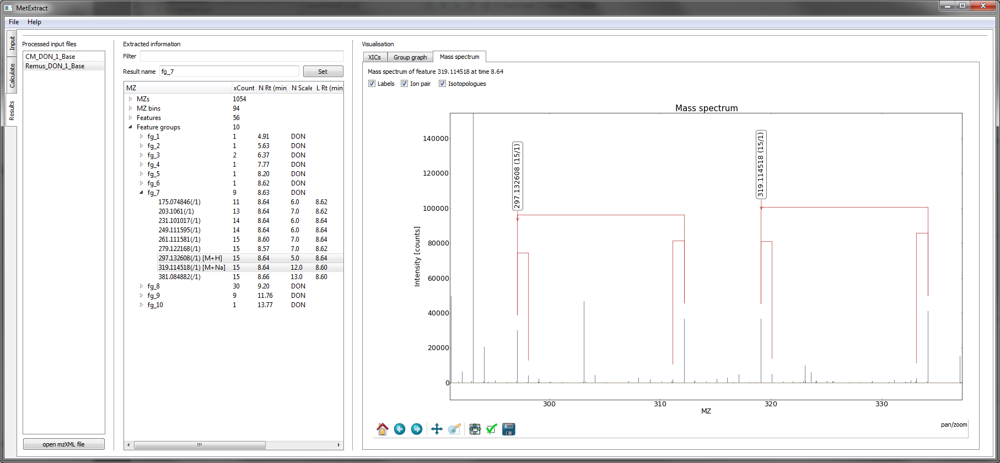 MetExtract
File Help
Input
Calculate
Results
Processed input files
CM_DON_1_Base
Remus_DON_1_Base
open mzXML file
Extracted information
Filter
Result name fg_7 Set
MZ xCount N Rt (min) N Scale L Rt (min)
MZs 1054
MZ bins 94
Features 56
Feature groups 10
fg_1 1 4.91 DON
fg_2 1 5.63 DON
fg_3 2 6.37 DON
fg_4 1 7.77 DON
fg_5 1 8.20 DON
fg_6 1 8.62 DON
fg_7 9 8.63 DON
175.074846(/1) 11 8.64 6.0 8.62
203.1061(/1) 13 8.64 7.0 8.62
231.101017(/1) 14 8.64 6.0 8.64
249.111595(/1) 14 8.64 6.0 8.64
261.111581(/1) 15 8.60 7.0 8.64
279.122168(/1) 15 8.57 7.0 8.62
297.132608(/1) [M+H] 15 8.64 5.0 8.64
319.114518(/1) [M+Na] 15 8.64 12.0 8.60
381.084882(/1) 15 8.66 13.0 8.60
fg_8 30 9.20 DON
fg_9 9 11.76 DON
fg_10 1 13.77 DON
Visualisation
XICs Group graph Mass spectrum
Mass spectrum of feature 319.114518 at time 8.64
Labels Ion pair Isotopologues
Mass spectrum
297.132608 (15/1)
319.114518 (15/1)
Intensity [counts]
140000
120000
100000
80000
60000
40000
20000
0
300 310 320 330
MZ
pan/zoom